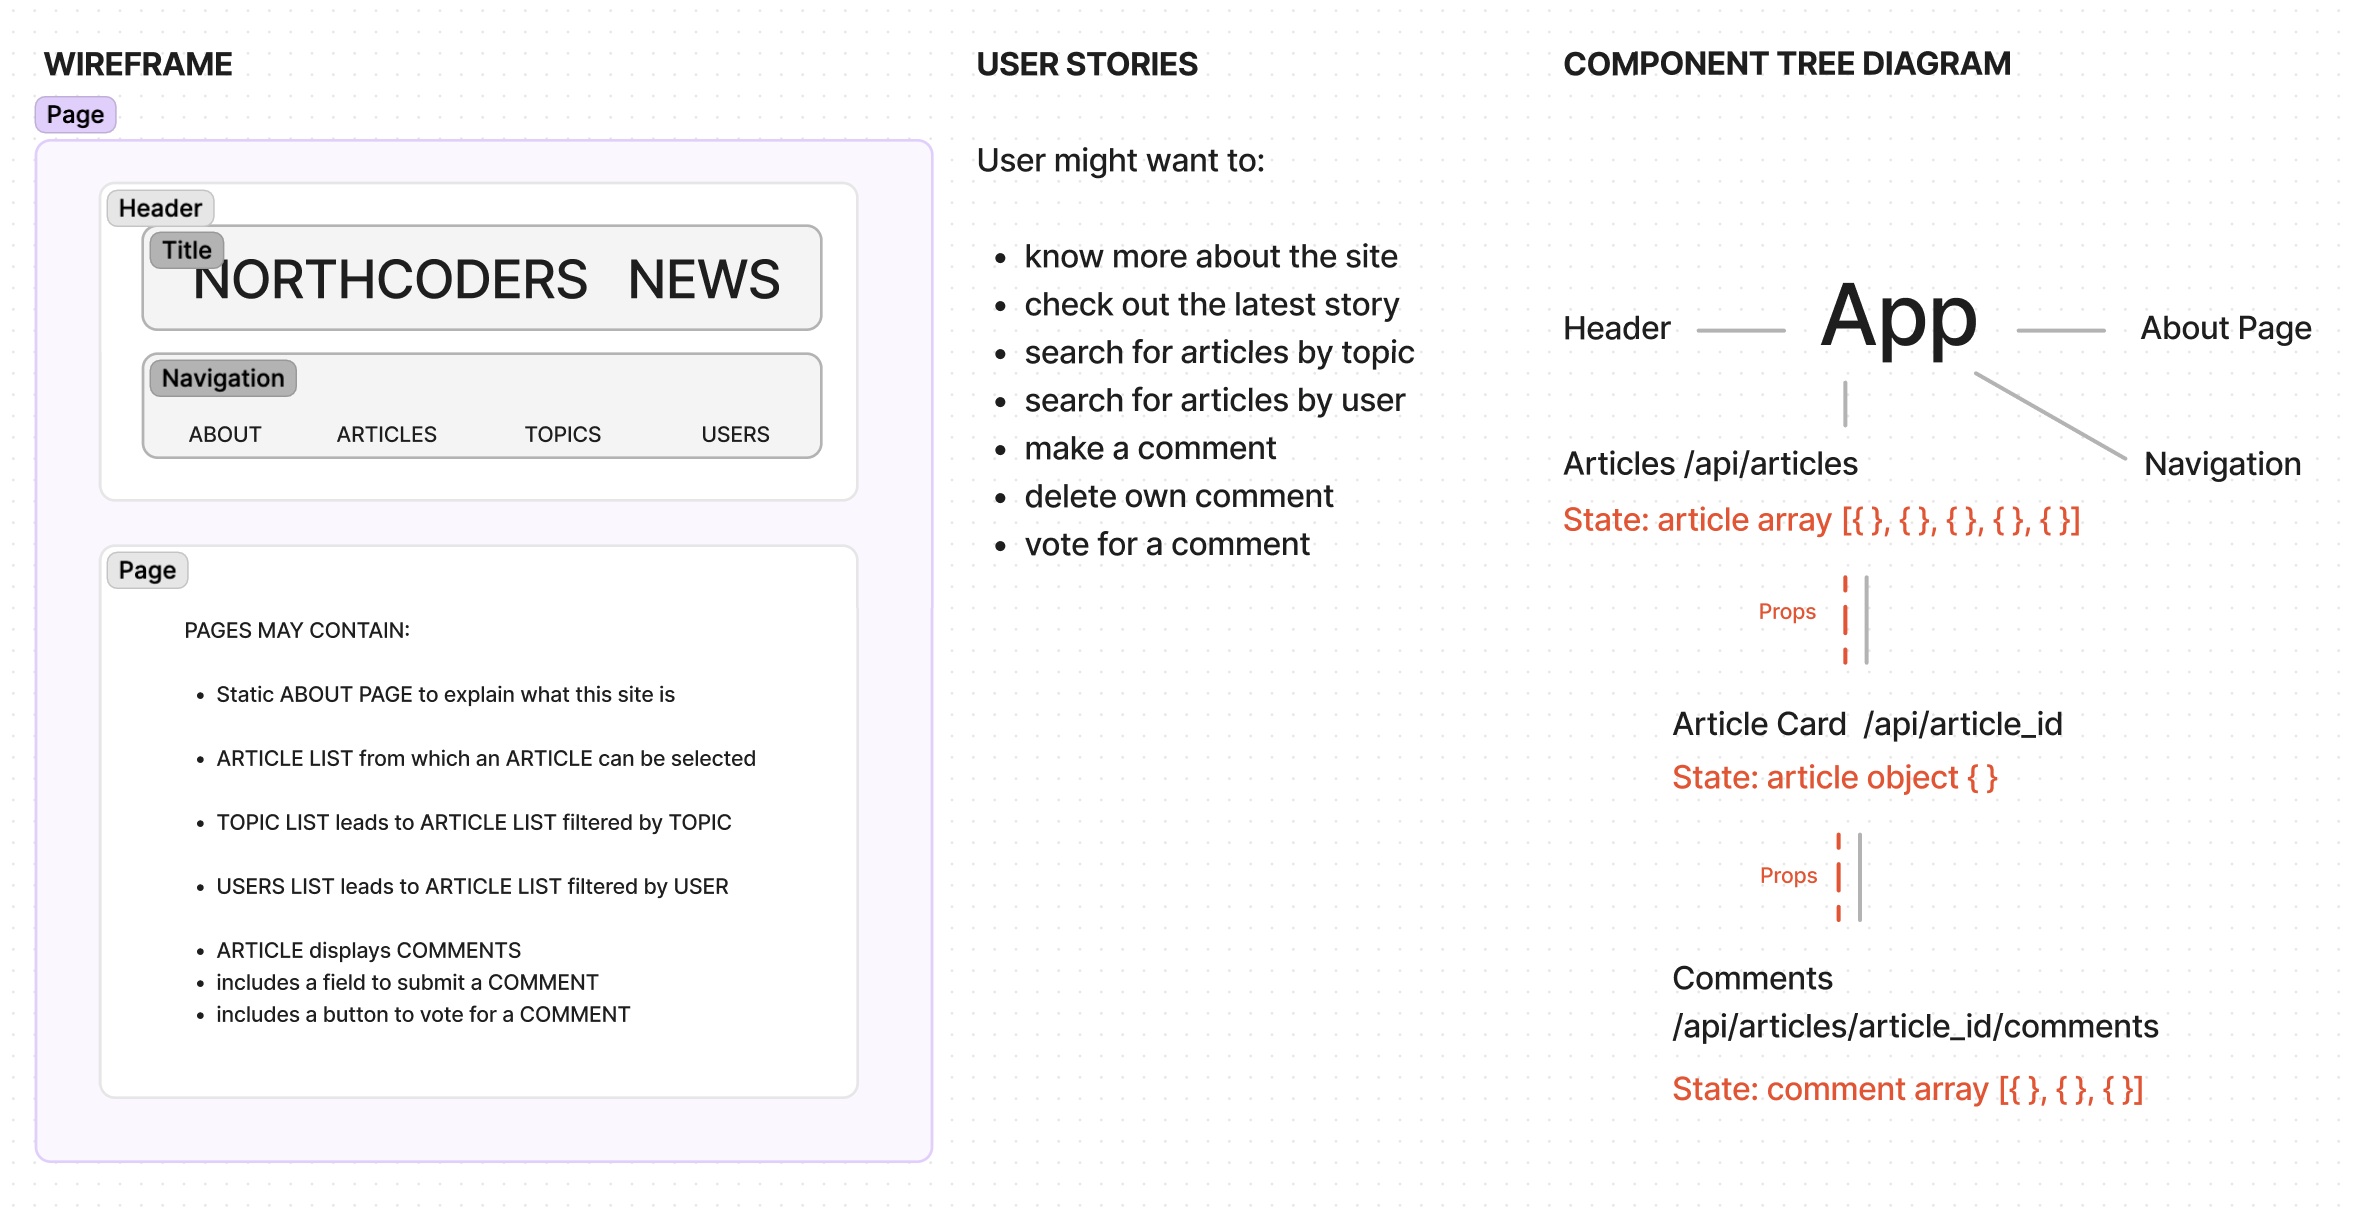 WIREFRAME
Page
Header
Title
NORTHCODERS NEWS
Navigation
ABOUT ARTICLES TOPICS USERS
Page
PAGES MAY CONTAIN:
• Static ABOUT PAGE to explain what this site is
• ARTICLE LIST from which an ARTICLE can be selected
• TOPIC LIST leads to ARTICLE LIST filtered by TOPIC
• USERS LIST leads to ARTICLE LIST filtered by USER
• ARTICLE displays COMMENTS
• includes a field to submit a COMMENT
• includes a button to vote for a COMMENT
USER STORIES
User might want to:
• know more about the site
• check out the latest story
• search for articles by topic
• search for articles by user
• make a comment
• delete own comment
• vote for a comment
COMPONENT TREE DIAGRAM
Header App About Page
Articles /api/articles Navigation
State: article array [{ }, { }, { }, { }, { }]
Props
Article Card /api/article_id
State: article object { }
Props
Comments
/api/articles/article_id/comments
State: comment array [{ }, { }, { }]